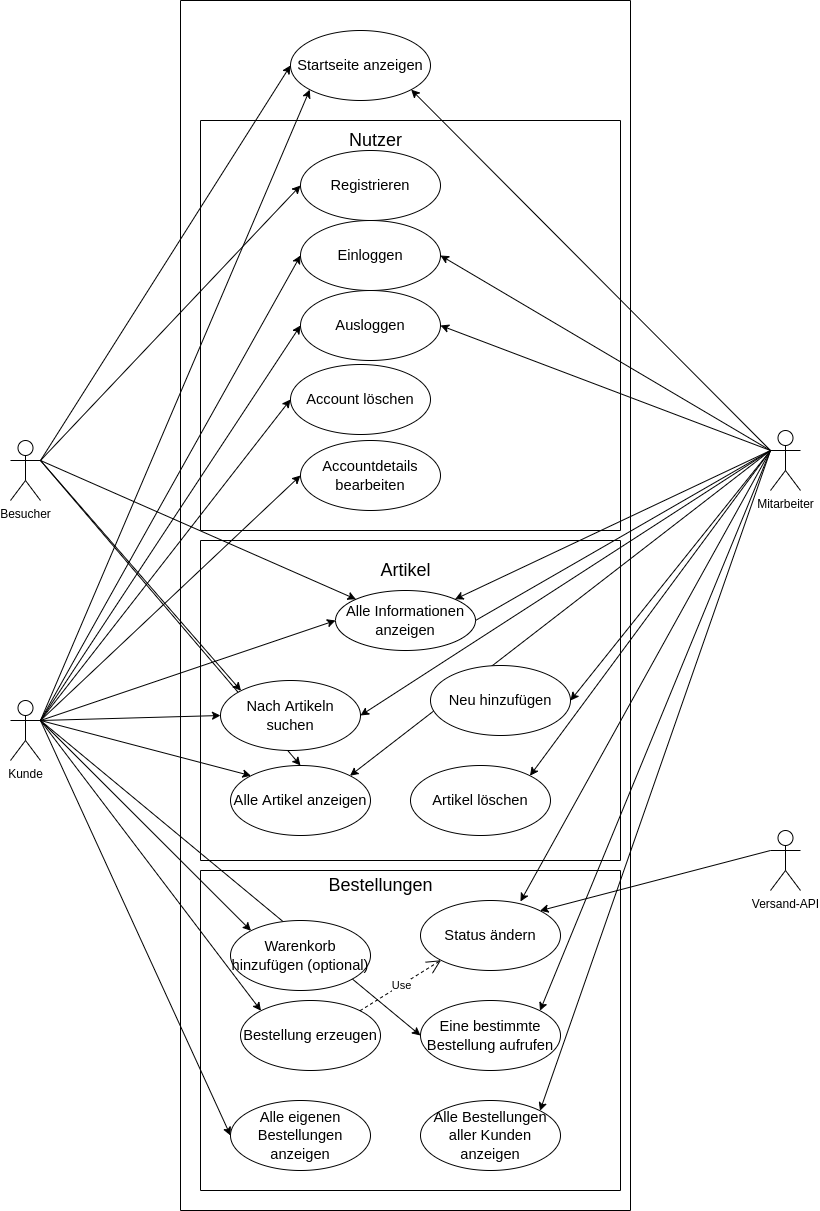 Startseite anzeigen
Nutzer
Registrieren
Einloggen
Ausloggen
Account löschen
Accountdetails
bearbeiten
Besucher
Mitarbeiter
Artikel
Alle Informationen
anzeigen
Nach Artikeln
suchen
Neu hinzufügen
Kunde
Alle Artikel anzeigen
Artikel löschen
Versand-API
Bestellungen
Warenkorb
hinzufügen (optional)
Status ändern
Use
Bestellung erzeugen
Eine bestimmte
Bestellung aufrufen
Alle eigenen
Bestellungen
anzeigen
Alle Bestellungen
aller Kunden
anzeigen